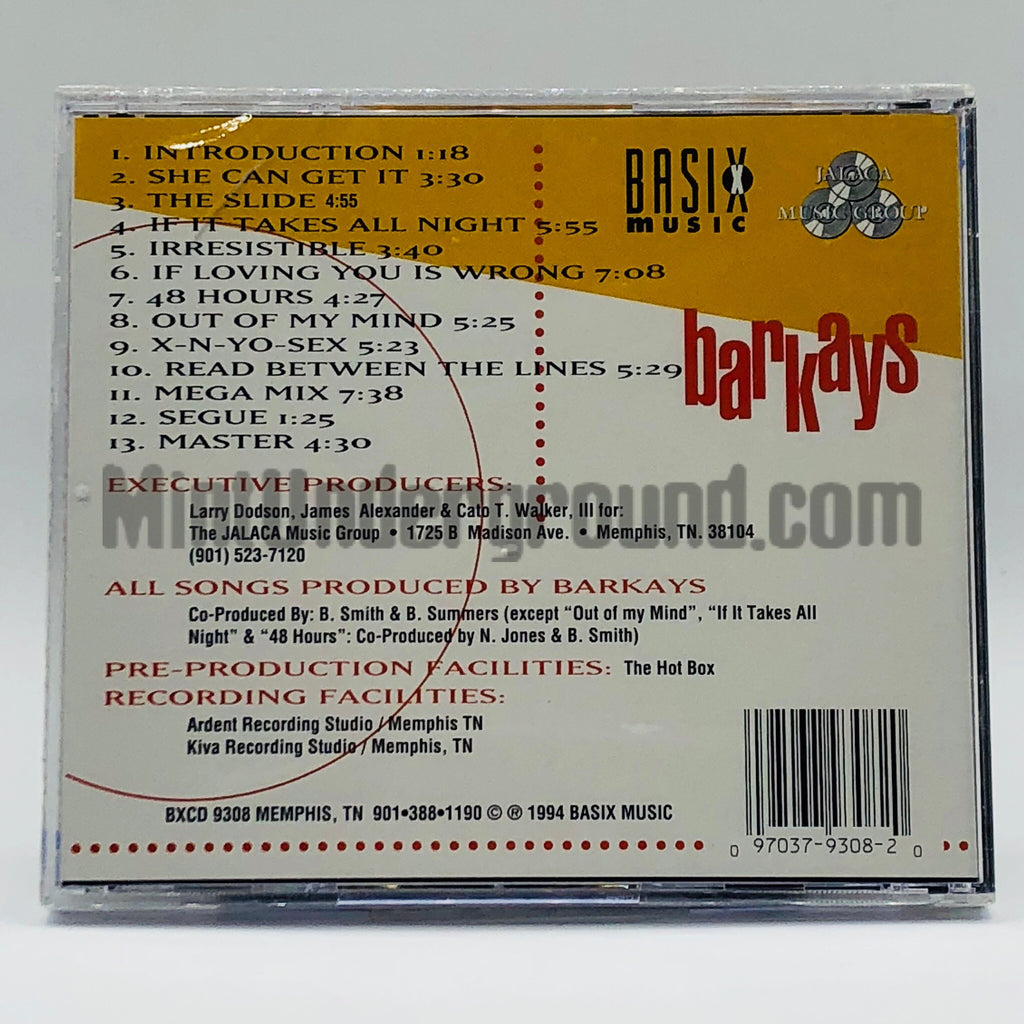 1. INTRODUCTION 1:18
2. SHE CAN GET IT 3:30
3. THE SLIDE 4:55
4. IF IT TAKES ALL NIGHT 5:55
5. IRRESISTIBLE 3:40
6. IF LOVING YOU IS WRONG 7:08
7. 48 HOURS 4:27
8. OUT OF MY MIND 5:25
9. X-N-YO-SEX 5:23
10. READ BETWEEN THE LINES 5:29
11. MEGA MIX 7:38
12. SEGUE 1:25
13. MASTER 4:30
BASIX
MUSIC
JALACA
MUSIC GROUP
barkays
MintUnderground.com
EXECUTIVE PRODUCERS:
Larry Dodson, James Alexander & Cato T. Walker, III for:
The JALACA Music Group • 1725 B Madison Ave. • Memphis, TN. 38104
(901) 523-7120
ALL SONGS PRODUCED BY BARKAYS
Co-Produced By: B. Smith & B. Summers (except “Out of my Mind”, “If It Takes All
Night” & “48 Hours”: Co-Produced by N. Jones & B. Smith)
PRE-PRODUCTION FACILITIES: The Hot Box
RECORDING FACILITIES:
Ardent Recording Studio / Memphis TN
Kiva Recording Studio / Memphis, TN
BXCD 9308 MEMPHIS, TN 901•388•1190 © ℗ 1994 BASIX MUSIC
0 97037-9308-2 0